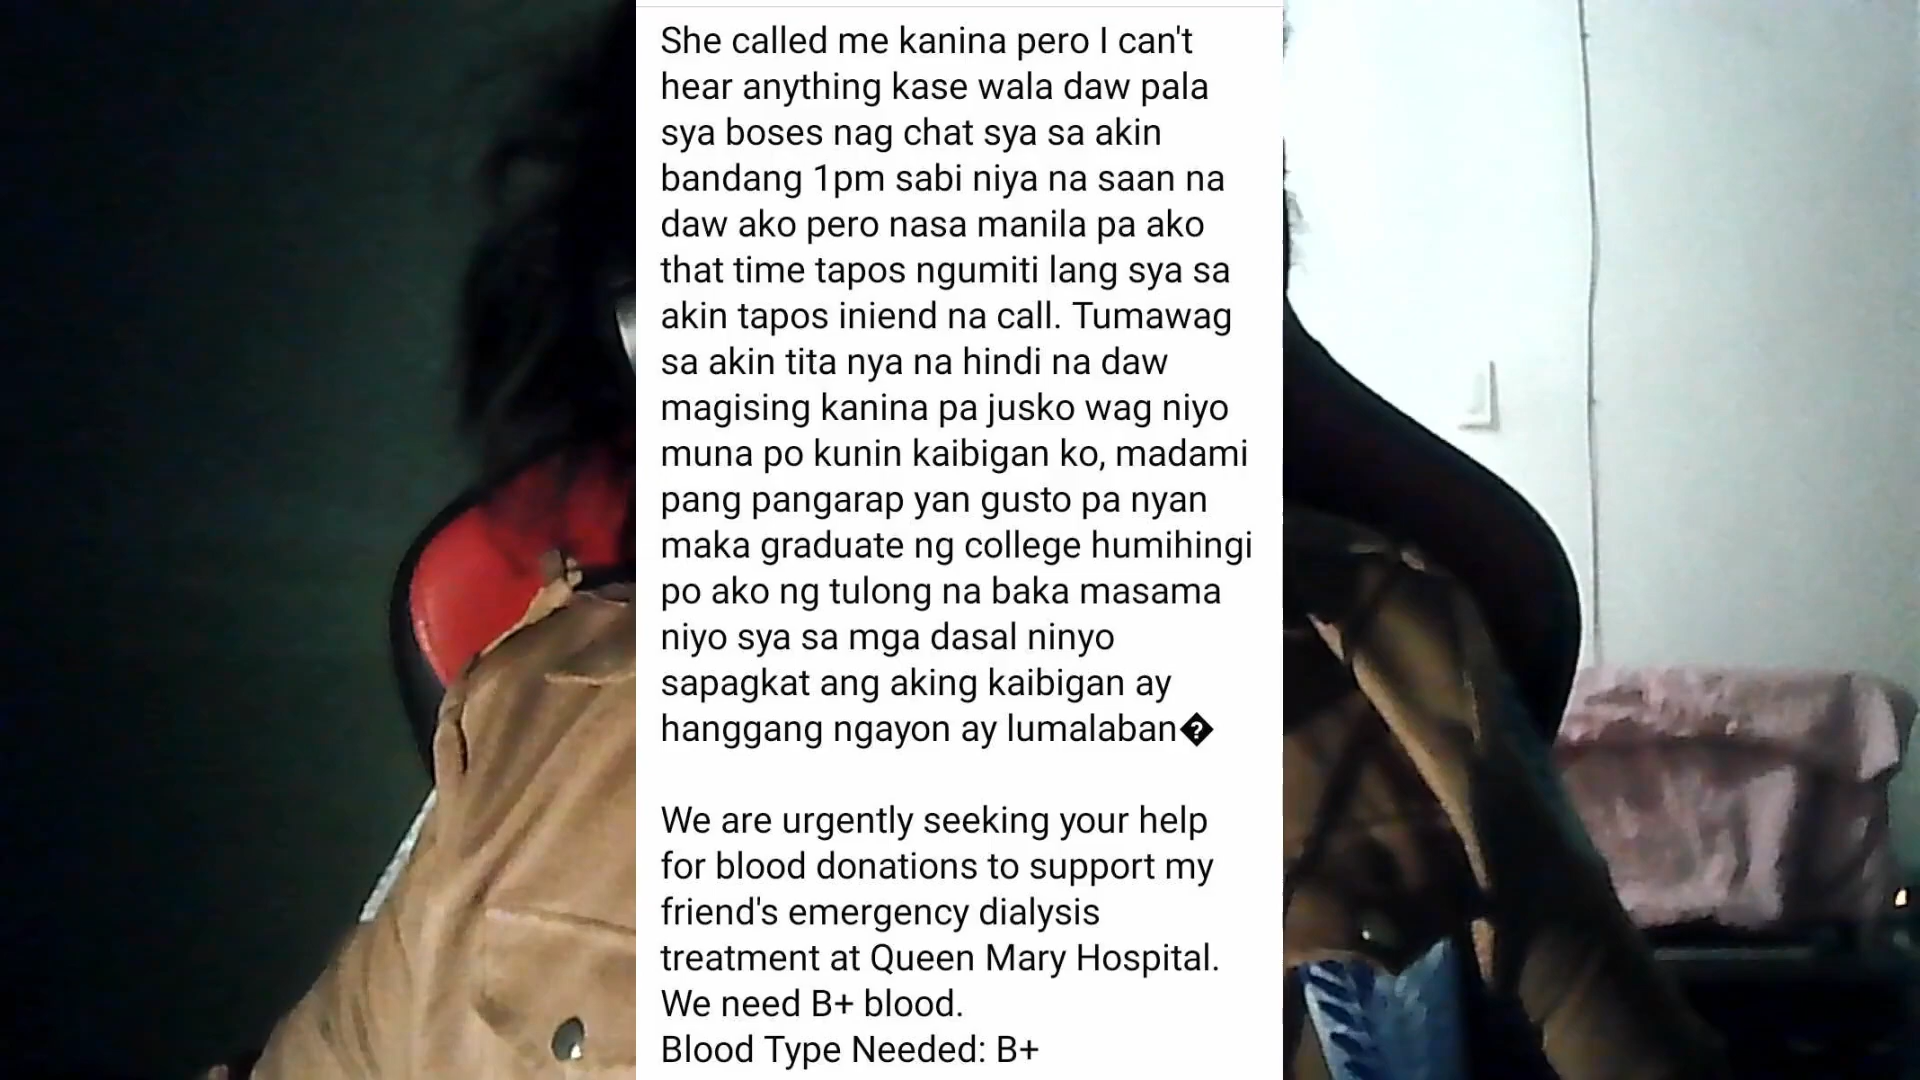 She called me kanina pero I can't
hear anything kase wala daw pala
sya boses nag chat sya sa akin
bandang 1pm sabi niya na saan na
daw ako pero nasa manila pa ako
that time tapos ngumiti lang sya sa
akin tapos iniend na call. Tumawag
sa akin tita nya na hindi na daw
magising kanina pa jusko wag niyo
muna po kunin kaibigan ko, madami
pang pangarap yan gusto pa nyan
maka graduate ng college humihingi
po ako ng tulong na baka masama
niyo sya sa mga dasal ninyo
sapagkat ang aking kaibigan ay
hanggang ngayon ay lumalaban�
We are urgently seeking your help
for blood donations to support my
friend's emergency dialysis
treatment at Queen Mary Hospital.
We need B+ blood.
Blood Type Needed: B+